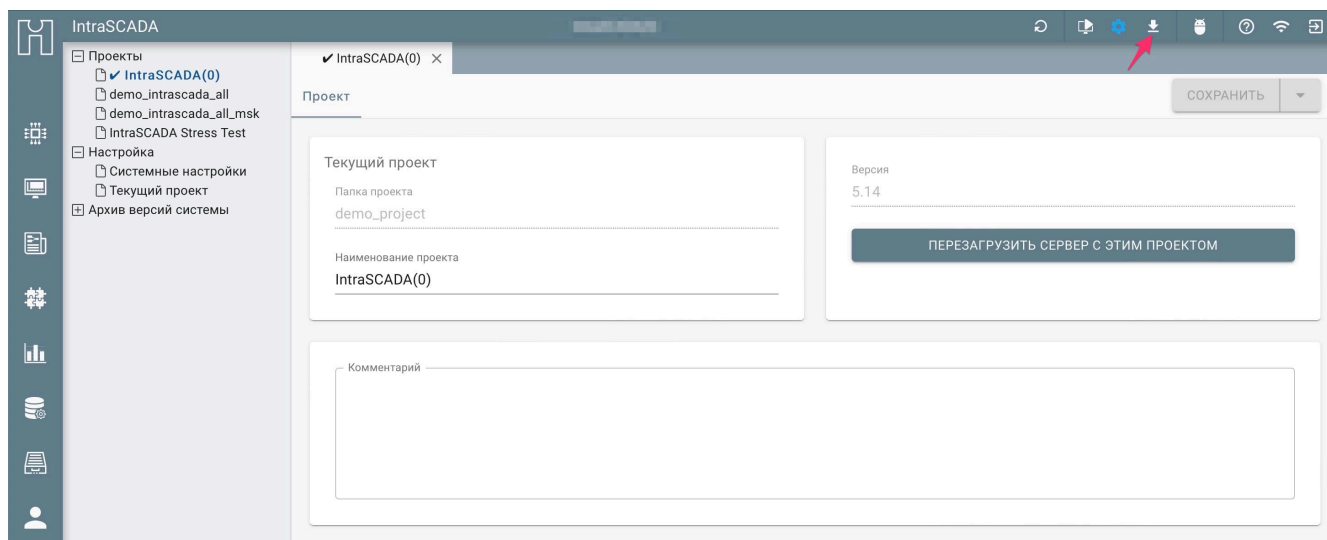 IntraSCADA
Проекты
✔ IntraSCADA(0)
demo_intrascada_all
demo_intrascada_all_msk
IntraSCADA Stress Test
Настройка
Системные настройки
Текущий проект
Архив версий системы
✔ IntraSCADA(0) ×
Проект
СОХРАНИТЬ
Текущий проект
Папка проекта
demo_project
Наименование проекта
IntraSCADA(0)
Версия
5.14
ПЕРЕЗАГРУЗИТЬ СЕРВЕР С ЭТИМ ПРОЕКТОМ
Комментарий